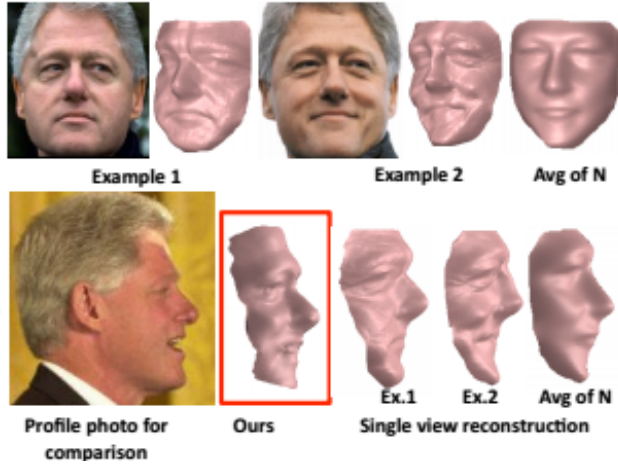 Example 1
Example 2
Avg of N
Ex.1
Ex.2
Avg of N
Profile photo for
comparison
Ours
Single view reconstruction